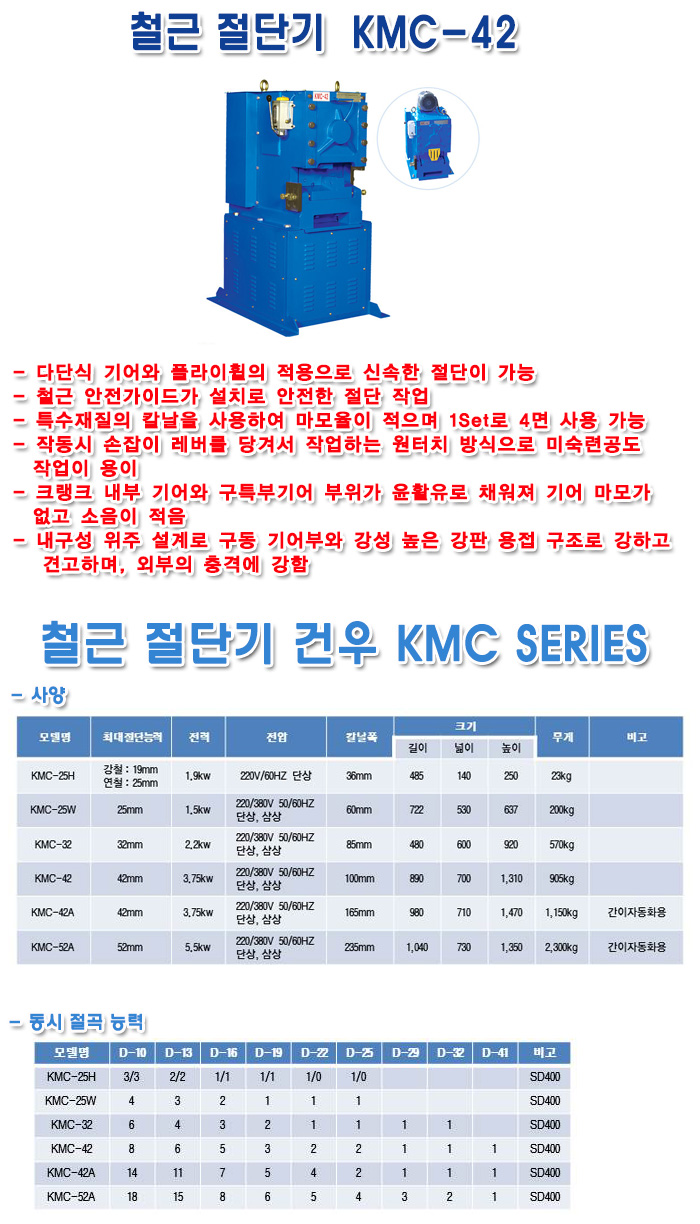 철근 절단기 KMC-42
KMC-42
- 다단식 기어와 플라이휠의 적용으로 신속한 절단이 가능
- 철근 안전가이드가 설치로 안전한 절단 작업
- 특수재질의 칼날을 사용하여 마모율이 적으며 1Set로 4면 사용 가능
- 작동시 손잡이 레버를 당겨서 작업하는 원터치 방식으로 미숙련공도
작업이 용이
- 크랭크 내부 기어와 구특부기어 부위가 윤활유로 채워져 기어 마모가
없고 소음이 적음
- 내구성 위주 설계로 구동 기어부와 강성 높은 강판 용접 구조로 강하고
견고하며, 외부의 충격에 강함
철근 절단기 건우 KMC SERIES
- 사양
모델명 최대절단능력 전력 전압 칼날폭 크기 무게 비고
길이 넓이 높이
KMC-25H 강철 : 19mm 연철 : 25mm 1,9kw 220V/60HZ 단상 36mm 485 140 250 23kg
KMC-25W 25mm 1,5kw 220/380V 50/60HZ 단상, 삼상 60mm 722 530 637 200kg
KMC-32 32mm 2,2kw 220/380V 50/60HZ 단상, 삼상 85mm 480 600 920 570kg
KMC-42 42mm 3,75kw 220/380V 50/60HZ 단상, 삼상 100mm 890 700 1,310 905kg
KMC-42A 42mm 3,75kw 220/380V 50/60HZ 단상, 삼상 165mm 980 710 1,470 1,150kg 간이자동화용
KMC-52A 52mm 5,5kw 220/380V 50/60HZ 단상, 삼상 235mm 1,040 730 1,350 2,300kg 간이자동화용
- 동시 절곡 능력
모델명 D-10 D-13 D-16 D-19 D-22 D-25 D-29 D-32 D-41 비고
KMC-25H 3/3 2/2 1/1 1/1 1/0 1/0 SD400
KMC-25W 4 3 2 1 1 1 SD400
KMC-32 6 4 3 2 1 1 1 1 SD400
KMC-42 8 6 5 3 2 2 1 1 1 SD400
KMC-42A 14 11 7 5 4 2 1 1 1 SD400
KMC-52A 18 15 8 6 5 4 3 2 1 SD400